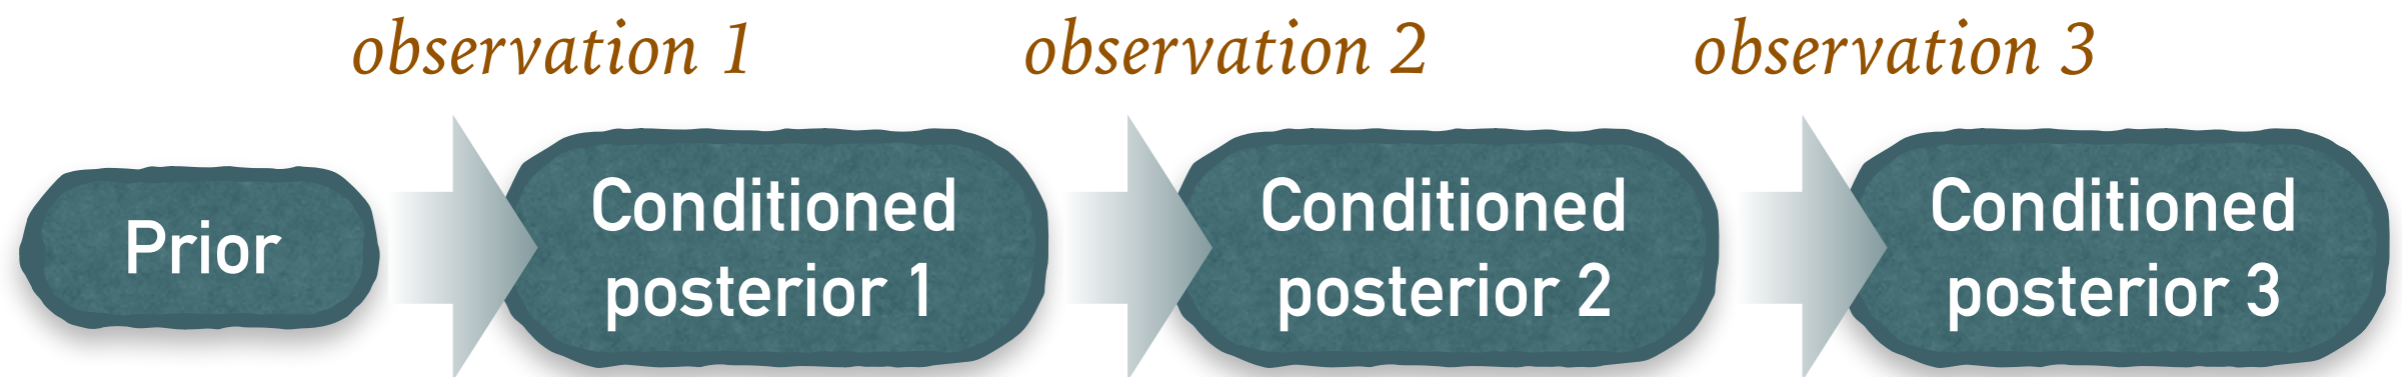 observation 1 observation 2 observation 3
Prior
Conditioned
posterior 1
Conditioned
posterior 2
Conditioned
posterior 3